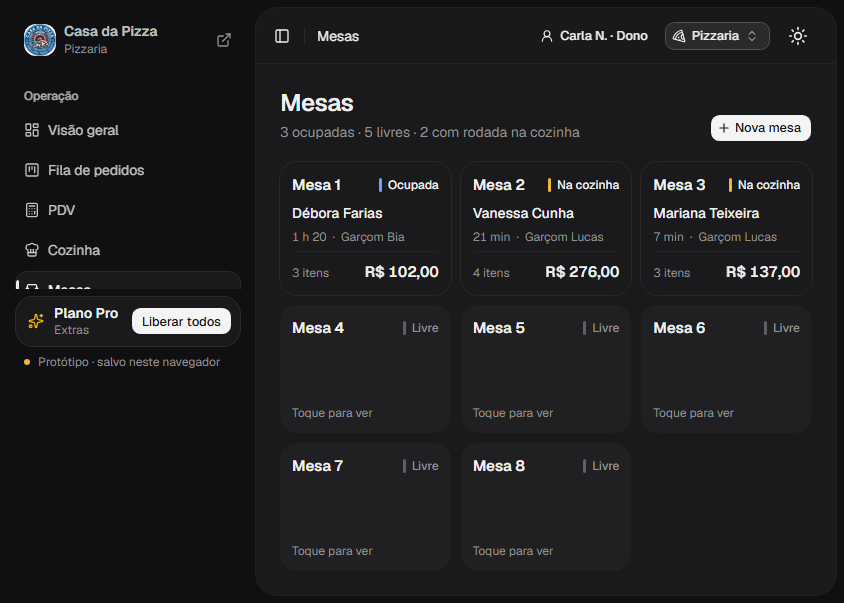 Casa da Pizza
Pizzaria
Operação
Visão geral
Fila de pedidos
PDV
Cozinha
Mesas
Plano Pro
Extras
Liberar todos
Protótipo · salvo neste navegador
Mesas
Carla N. · Dono
Pizzaria
Mesas
3 ocupadas · 5 livres · 2 com rodada na cozinha
+ Nova mesa
Mesa 1 Ocupada
Débora Farias
1 h 20 · Garçom Bia
3 itens R$ 102,00
Mesa 2 Na cozinha
Vanessa Cunha
21 min · Garçom Lucas
4 itens R$ 276,00
Mesa 3 Na cozinha
Mariana Teixeira
7 min · Garçom Lucas
3 itens R$ 137,00
Mesa 4 Livre
Toque para ver
Mesa 5 Livre
Toque para ver
Mesa 6 Livre
Toque para ver
Mesa 7 Livre
Toque para ver
Mesa 8 Livre
Toque para ver